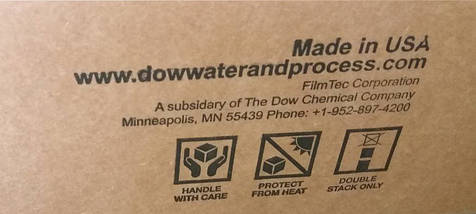 Made in USA
www.dowwaterandprocess.com
FilmTec Corporation
A subsidary of The Dow Chemical Company
Minneapolis, MN 55439 Phone: +1-952-897-4200
HANDLE
WITH CARE
PROTECT
FROM HEAT
DOUBLE
STACK ONLY